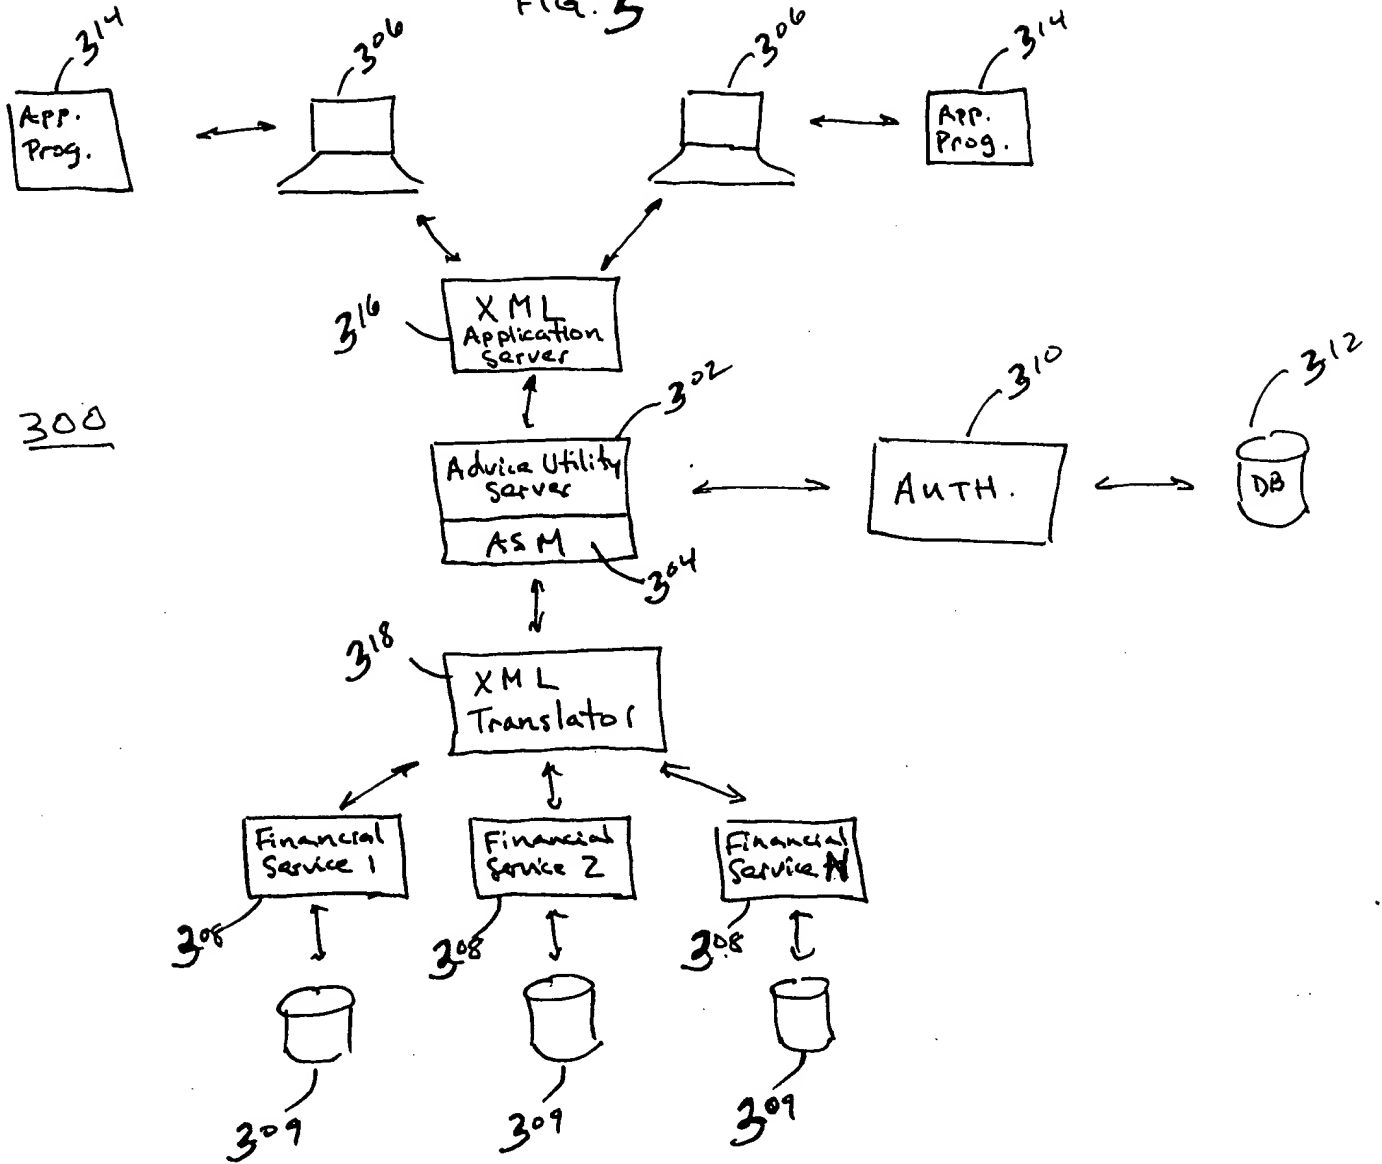 FIG. 3
314
306
306
314
App.
Prog.
App.
Prog.
316
XML
Application
Server
302
310
312
300
Advice Utility
Server
AUTH.
DB
ASM
304
318
XML
Translator
Financial
Service 1
Financial
Service 2
Financial
Service N
308
308
308
309
309
309